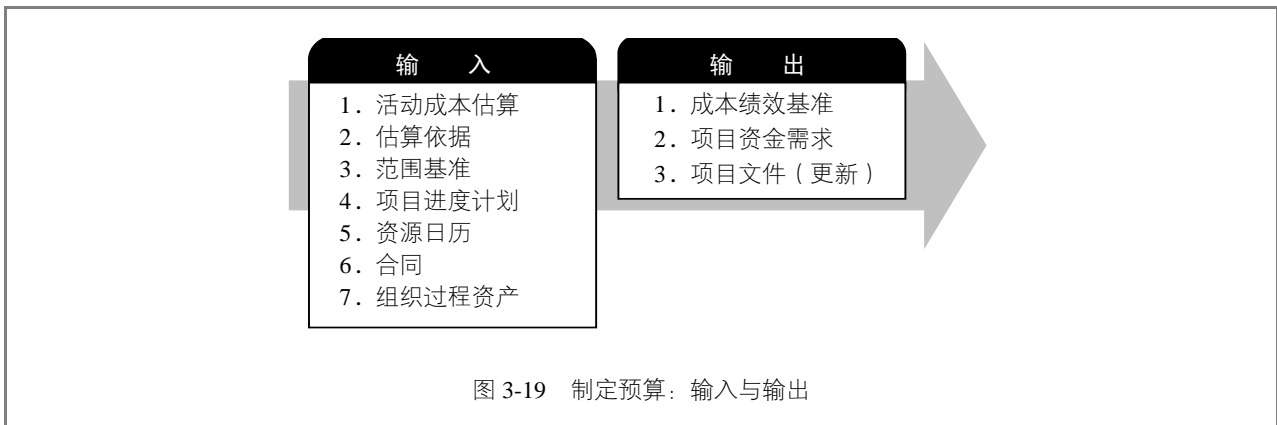 输 入
1. 活动成本估算
2. 估算依据
3. 范围基准
4. 项目进度计划
5. 资源日历
6. 合同
7. 组织过程资产
输 出
1. 成本绩效基准
2. 项目资金需求
3. 项目文件（更新）
图 3-19 制定预算：输入与输出